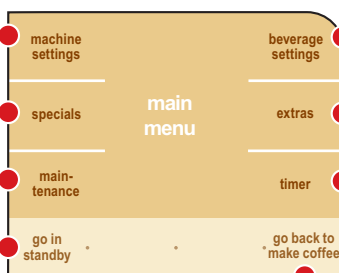 machine
settings
beverage
settings
specials
main
menu
extras
main-
tenance
timer
go in
standby
go back to
make coffee